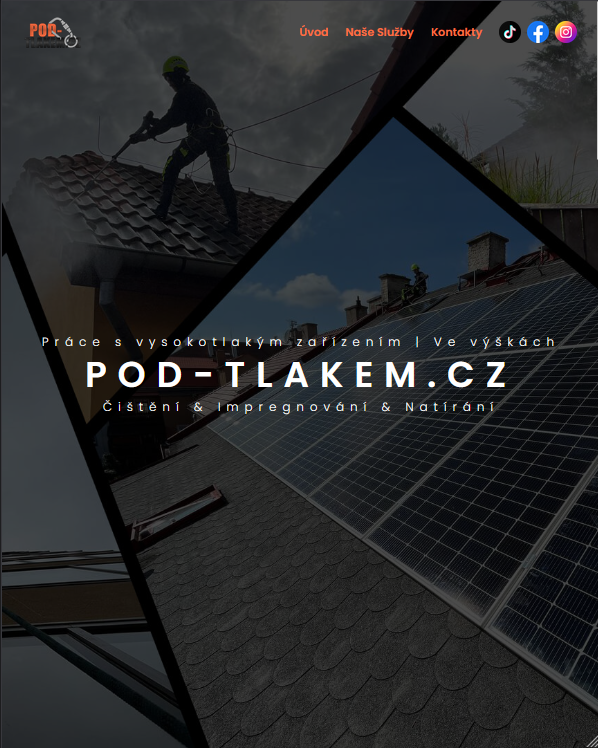 POD-
Úvod Naše Služby Kontakty
Práce s vysokotlakým zařízením | Ve výškách
POD-TLAKEM.CZ
Čištění & Impregnování & Natírání